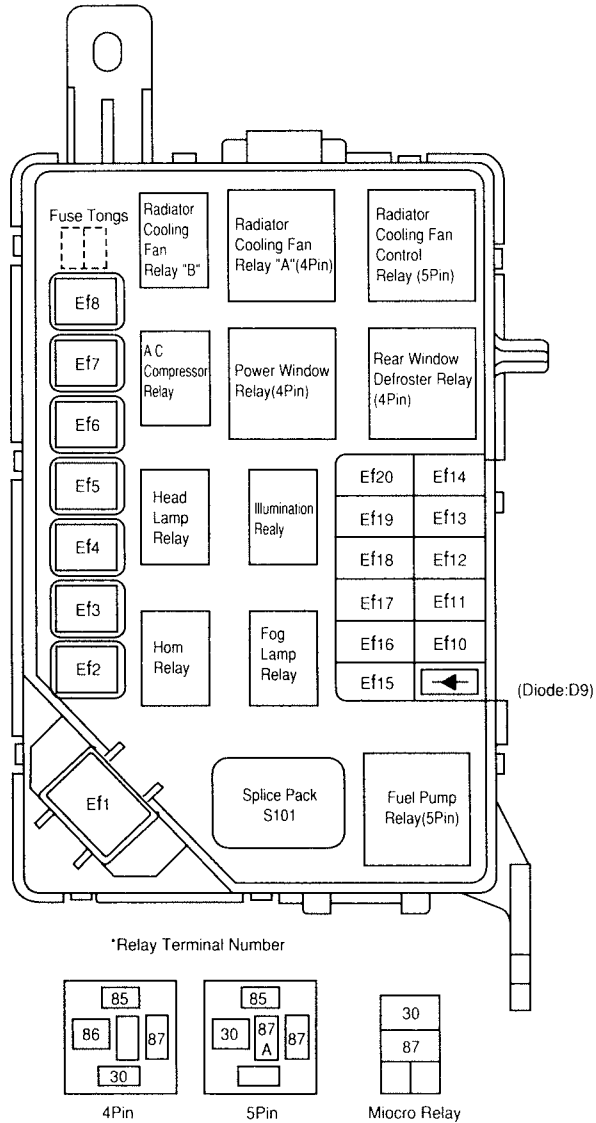 Fuse Tongs
Radiator
Cooling
Fan
Relay "B"
Radiator
Cooling Fan
Relay "A"(4Pin)
Radiator
Cooling Fan
Control
Relay (5Pin)
Ef8
Ef7
Ef6
Ef5
Ef4
Ef3
Ef2
Ef1
A C
Compressor
Relay
Power Window
Relay(4Pin)
Rear Window
Defroster Relay
(4Pin)
Head
Lamp
Relay
Illumination
Realy
Ef20 Ef14
Ef19 Ef13
Ef18 Ef12
Ef17 Ef11
Ef16 Ef10
Ef15
(Diode:D9)
Horn
Relay
Fog
Lamp
Relay
Splice Pack
S101
Fuel Pump
Relay(5Pin)
*Relay Terminal Number
85
86 87
30
4Pin
85
30 87 87
A
5Pin
30
87
Miocro Relay